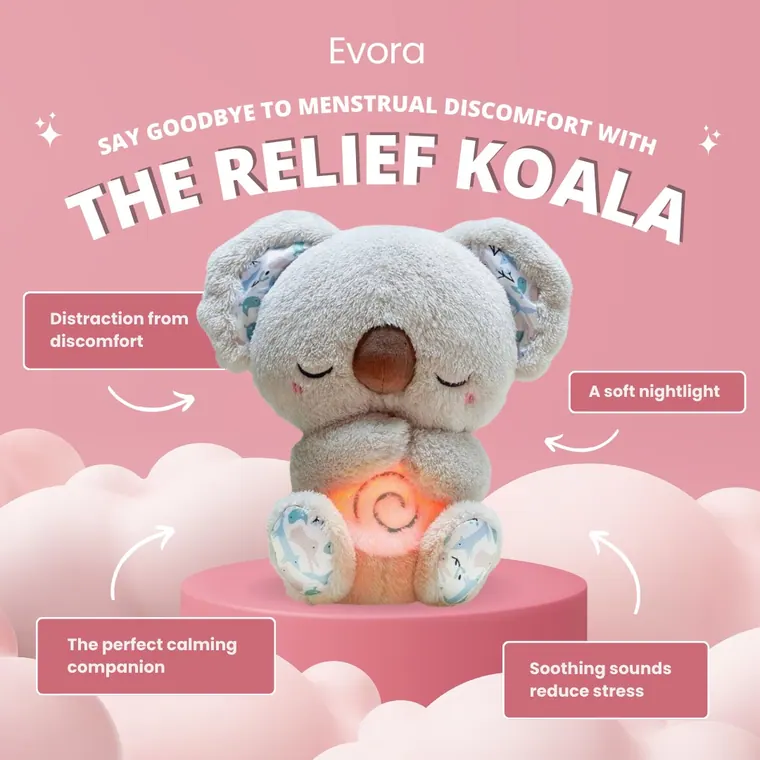 Evora
SAY GOODBYE TO MENSTRUAL DISCOMFORT WITH
THE RELIEF KOALA
Distraction from
discomfort
A soft nightlight
The perfect calming
companion
Soothing sounds
reduce stress